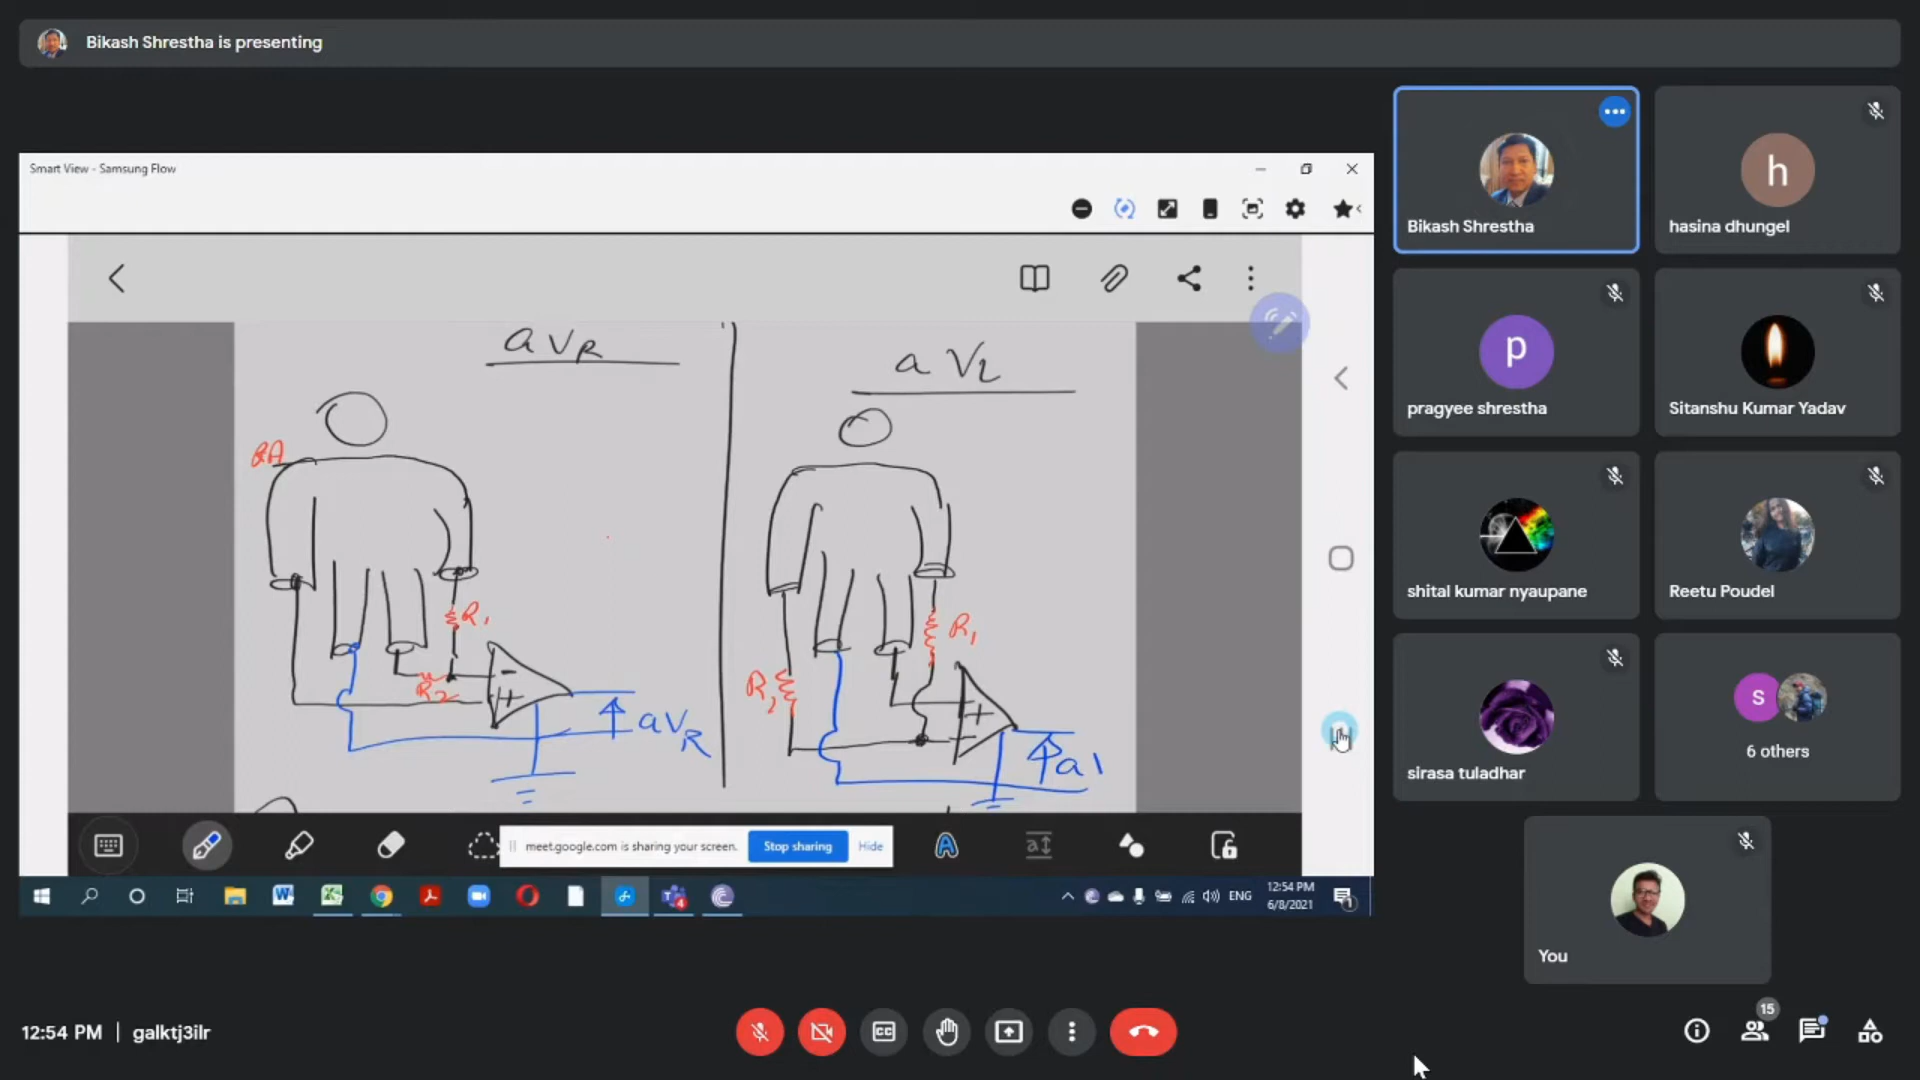 Bikash Shrestha is presenting
Smart View - Samsung Flow
aVR
aVL
RA
R1
R2
aVR
R1
R2
a1
meet.google.com is sharing your screen.
Stop sharing
Hide
ENG
12:54 PM
6/8/2021
Bikash Shrestha
h
hasina dhungel
p
pragyee shrestha
Sitanshu Kumar Yadav
shital kumar nyaupane
Reetu Poudel
sirasa tuladhar
s
6 others
You
12:54 PM | galktj3ilr
15